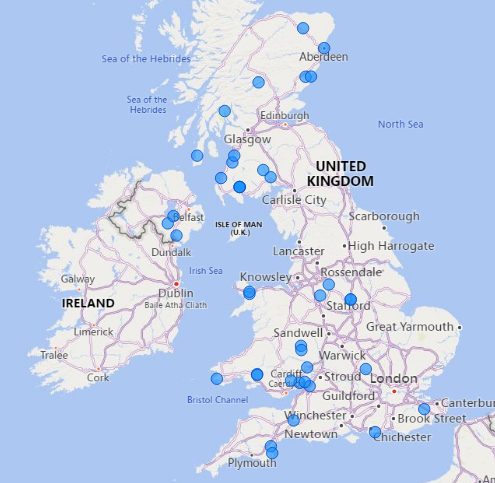 Sea of the Hebrides
Aberdeen
Sea of the
Hebrides
Edinburgh
North Sea
Glasgow
UNITED
KINGDOM
Carlisle City
Belfast
ISLE OF MAN
(U.K.)
Scarborough
Lancaster
High Harrogate
Dundalk
Irish Sea
Knowsley
Rossendale
Galway
Dublin
Baile Atha Cliath
IRELAND
Stafford
Limerick
Great Yarmouth
Sandwell
Tralee
Warwick
Cork
Cardiff
Stroud
London
Bristol Channel
Guildford
Canterbury
Winchester
Brook Street
Newtown
Chichester
Plymouth